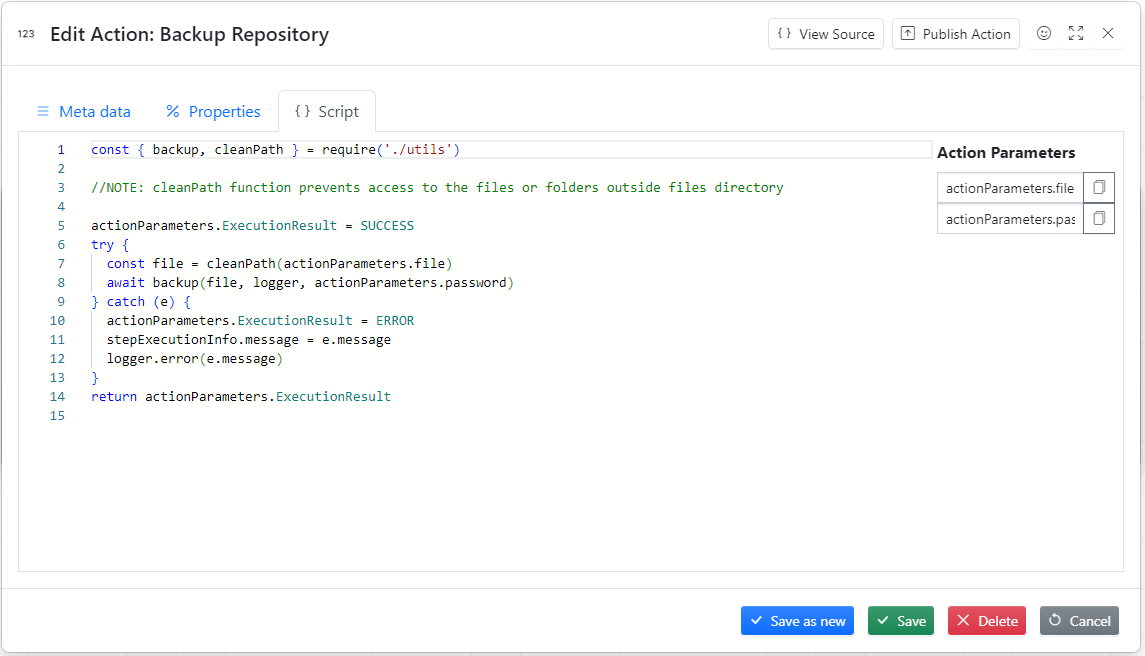 123 Edit Action: Backup Repository
{ } View Source
Publish Action
Meta data
Properties
{ } Script
1 const { backup, cleanPath } = require('./utils')
2
3 //NOTE: cleanPath function prevents access to the files or folders outside files directory
4
5 actionParameters.ExecutionResult = SUCCESS
6 try {
7 const file = cleanPath(actionParameters.file)
8 await backup(file, logger, actionParameters.password)
9 } catch (e) {
10 actionParameters.ExecutionResult = ERROR
11 stepExecutionInfo.message = e.message
12 logger.error(e.message)
13 }
14 return actionParameters.ExecutionResult
15
Action Parameters
actionParameters.file
actionParameters.pas
Save as new
Save
Delete
Cancel